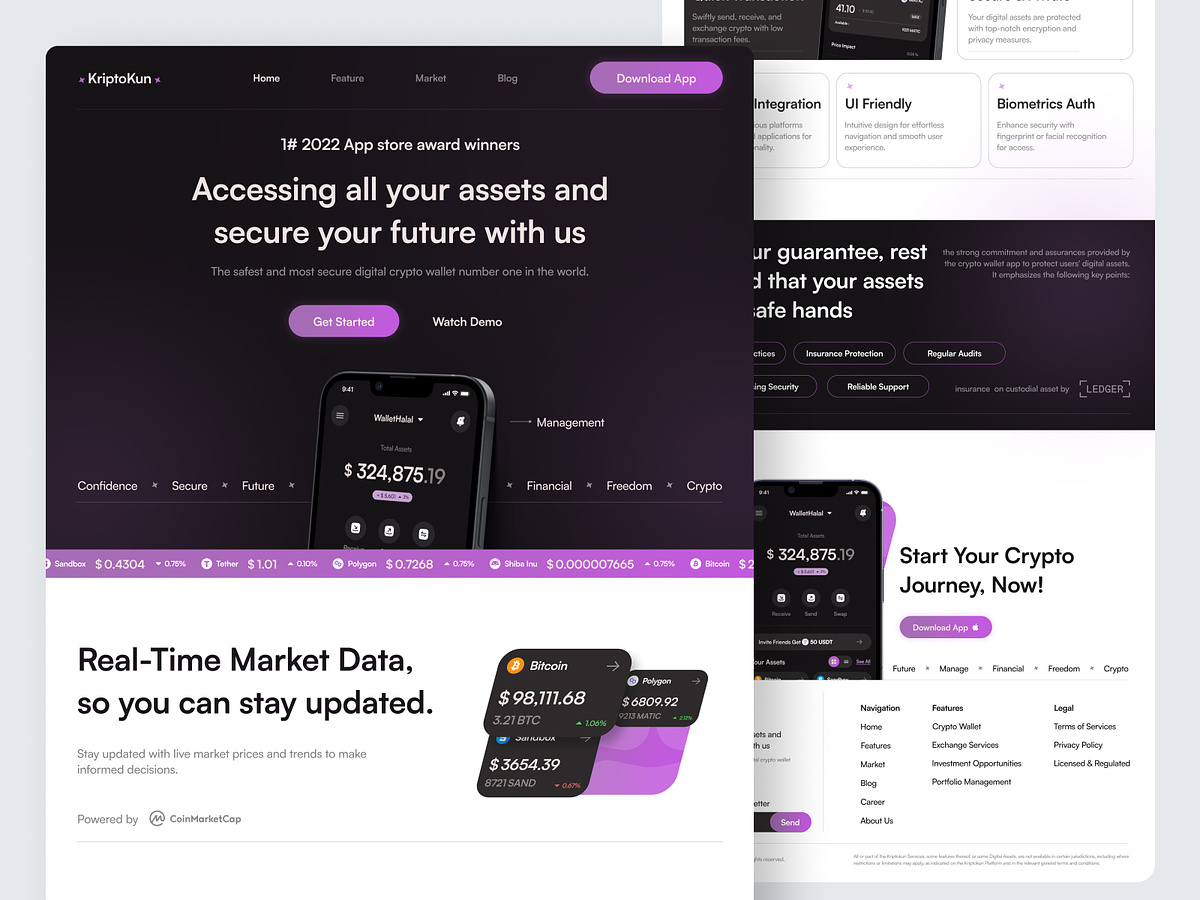 KriptoKun
Home
Feature
Market
Blog
Download App
1# 2022 App store award winners
Accessing all your assets and
secure your future with us
The safest and most secure digital crypto wallet number one in the world.
Get Started
Watch Demo
9:41
WalletHalal
Total Assets
$ 324,875.19
+ $ 3,601 ▲ 3%
Management
Confidence
Secure
Future
Financial
Freedom
Crypto
Sandbox $0.4304 0.75%
Tether $1.01 0.10%
Polygon $0.7268 0.75%
Shiba Inu $0.000007665 0.75%
Bitcoin
Real-Time Market Data,
so you can stay updated.
Stay updated with live market prices and trends to make
informed decisions.
Powered by CoinMarketCap
Bitcoin
$98,111.68
3.21 BTC 1.06%
Polygon
$6809.92
9213 MATIC 2.12%
Sandbox
$3654.39
8721 SAND 0.67%
Swiftly send, receive, and
exchange crypto with low
transaction fees.
41.10
Available :
MAX
Price Impact
Your digital assets are protected
with top-notch encryption and
privacy measures.
Integration
applications for
UI Friendly
Intuitive design for effortless
navigation and smooth user
experience.
Biometrics Auth
Enhance security with
fingerprint or facial recognition
for access.
guarantee, rest
that your assets
hands
the strong commitment and assurances provided by
the crypto wallet app to protect users' digital assets.
It emphasizes the following key points:
Insurance Protection
Regular Audits
Security
Reliable Support
insurance on custodial asset by
LEDGER
9:41
WalletHalal
Total Assets
$ 324,875.19
+ $ 3,601 ▲ 3%
Receive
Send
Swap
Invite Friends Get 50 USDT
Assets
See All
Start Your Crypto
Journey, Now!
Download App
Future
Manage
Financial
Freedom
Crypto
Navigation
Home
Features
Market
Blog
Career
About Us
Features
Crypto Wallet
Exchange Services
Investment Opportunities
Portfolio Management
Legal
Terms of Services
Privacy Policy
Licensed & Regulated
and
us
crypto wallet
Send
reserved.
All or part of the Kriptokun Services, some features thereof, or some Digital Assets, are not available in certain jurisdictions, including where
restrictions or limitations may apply, as indicated on the Kriptokun Platform and in the relevant general terms and conditions.